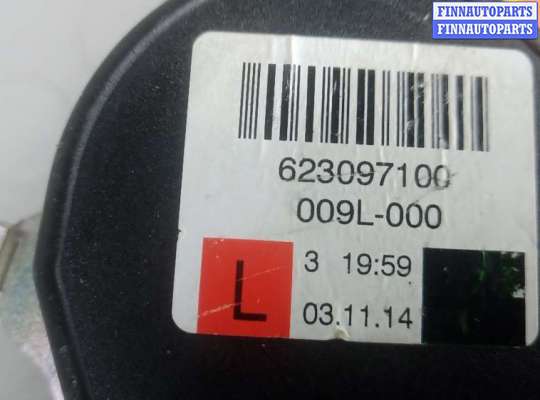 FINNAUTOPARTS
FINNAUTOPARTS
623097100
009L-000
L
3 19:59
03.11.14